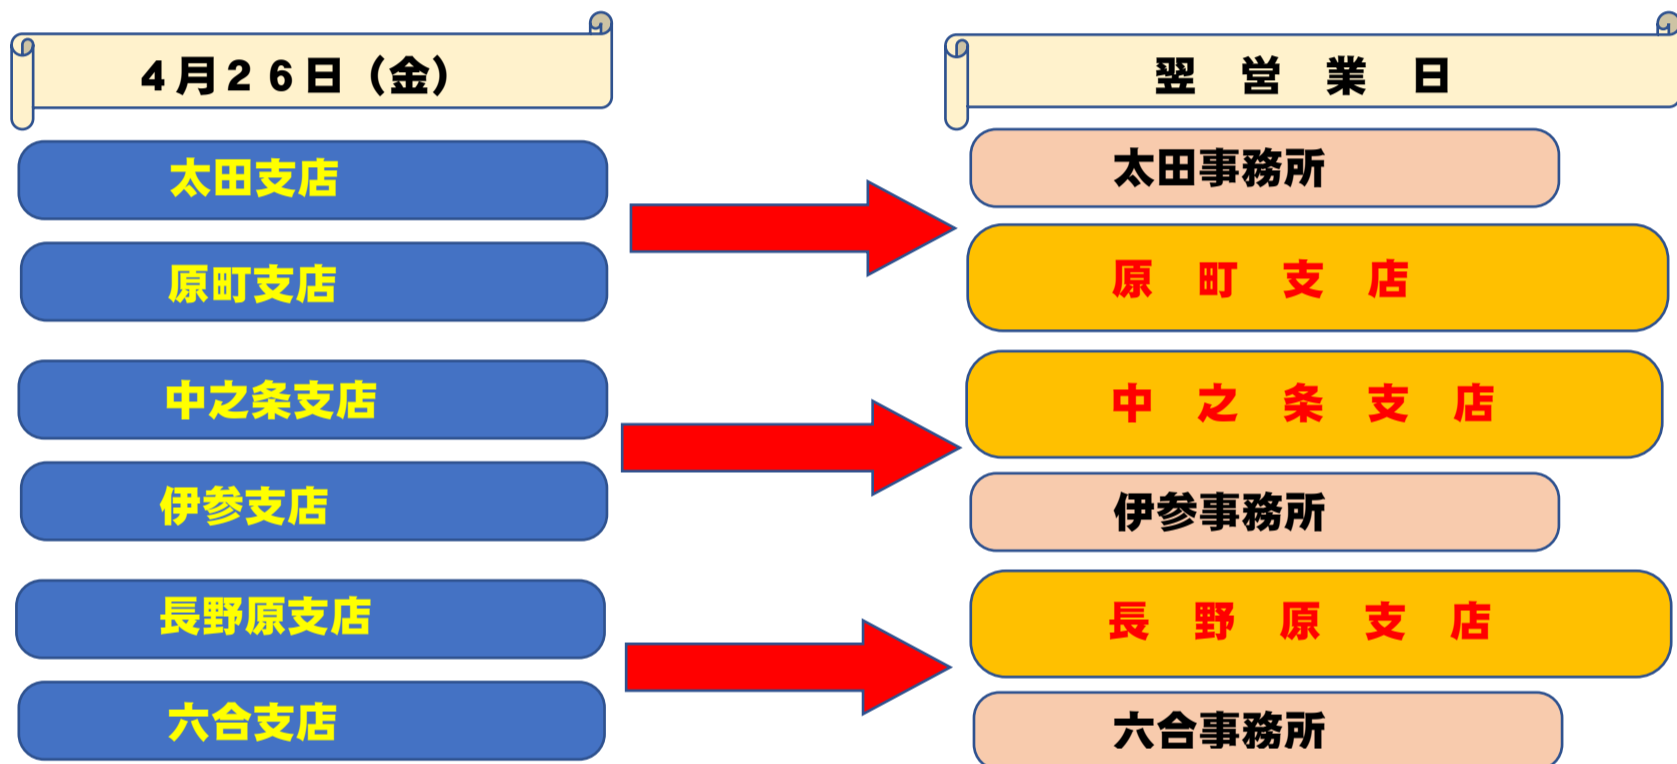 ４月２６日（金）
太田支店
原町支店
中之条支店
伊参支店
長野原支店
六合支店
翌　営　業　日
太田事務所
原　町　支　店
中　之　条　支　店
伊参事務所
長　野　原　支　店
六合事務所